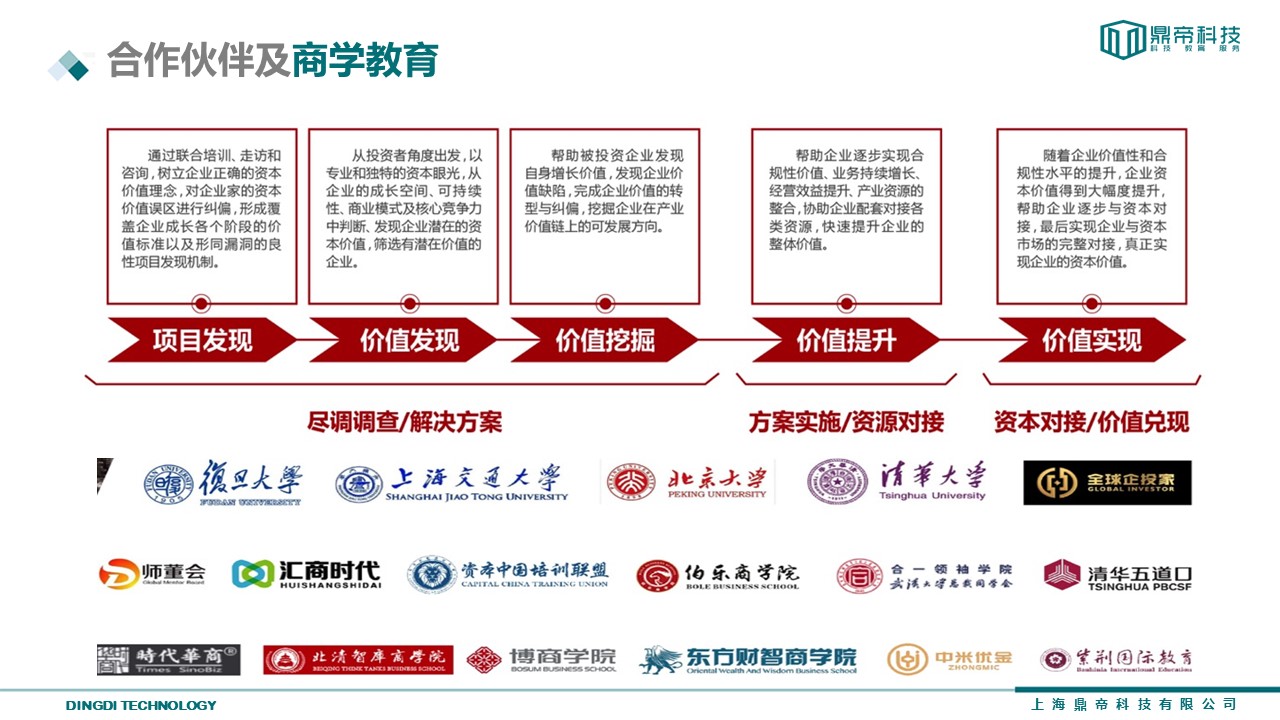 合作伙伴及商学教育
鼎帝科技
科技 教育 服务
通过联合培训、走访和
咨询,树立企业正确的资本
价值理念,对企业家的资本
价值误区进行纠偏,形成覆
盖企业成长各个阶段的价
值标准以及形同漏洞的良
性项目发现机制。
从投资者角度出发,以
专业和独特的资本眼光,从
企业的成长空间、可持续
性、商业模式及核心竞争力
中判断、发现企业潜在的资
本价值,筛选有潜在价值的
企业。
帮助被投资企业发现
自身增长价值,发现企业价
值缺陷,完成企业价值的转
型与纠偏,挖掘企业在产业
价值链上的可发展方向。
帮助企业逐步实现合
规性价值、业务持续增长、
经营效益提升、产业资源的
整合,协助企业配套对接各
类资源,快速提升企业的
整体价值。
随着企业价值性和合
规性水平的提升,企业资
本价值得到大幅度提升,
帮助企业逐步与资本对
接,最后实现企业与资本
市场的完整对接,真正实
现企业的资本价值。
项目发现
价值发现
价值挖掘
价值提升
价值实现
尽调调查/解决方案
方案实施/资源对接
资本对接/价值兑现
復旦大學
FUDAN UNIVERSITY
上海交通大學
SHANGHAI JIAO TONG UNIVERSITY
北京大学
PEKING UNIVERSITY
清華大学
Tsinghua University
全球企投家
GLOBAL INVESTOR
师董会
Global Mentor Board
汇商时代
HUISHANGSHIDAI
资本中国培训联盟
CAPITAL CHINA TRAINING UNION
伯乐商学院
BOLE BUSINESS SCHOOL
合一领袖学院
武汉大学总裁同学会
清华五道口
TSINGHUA PBCSF
時代華商®
Times SinoBiz
北清智库商学院
BEIQING THINK TANKS BUSINESS SCHOOL
博商学院
BOSUM BUSINESS SCHOOL
东方财智商学院
Oriental Wealth And Wisdom Business School
中米优金
ZHONGMIC
紫荆国际教育
Bauhinia International Education
DINGDI TECHNOLOGY
上海鼎帝科技有限公司